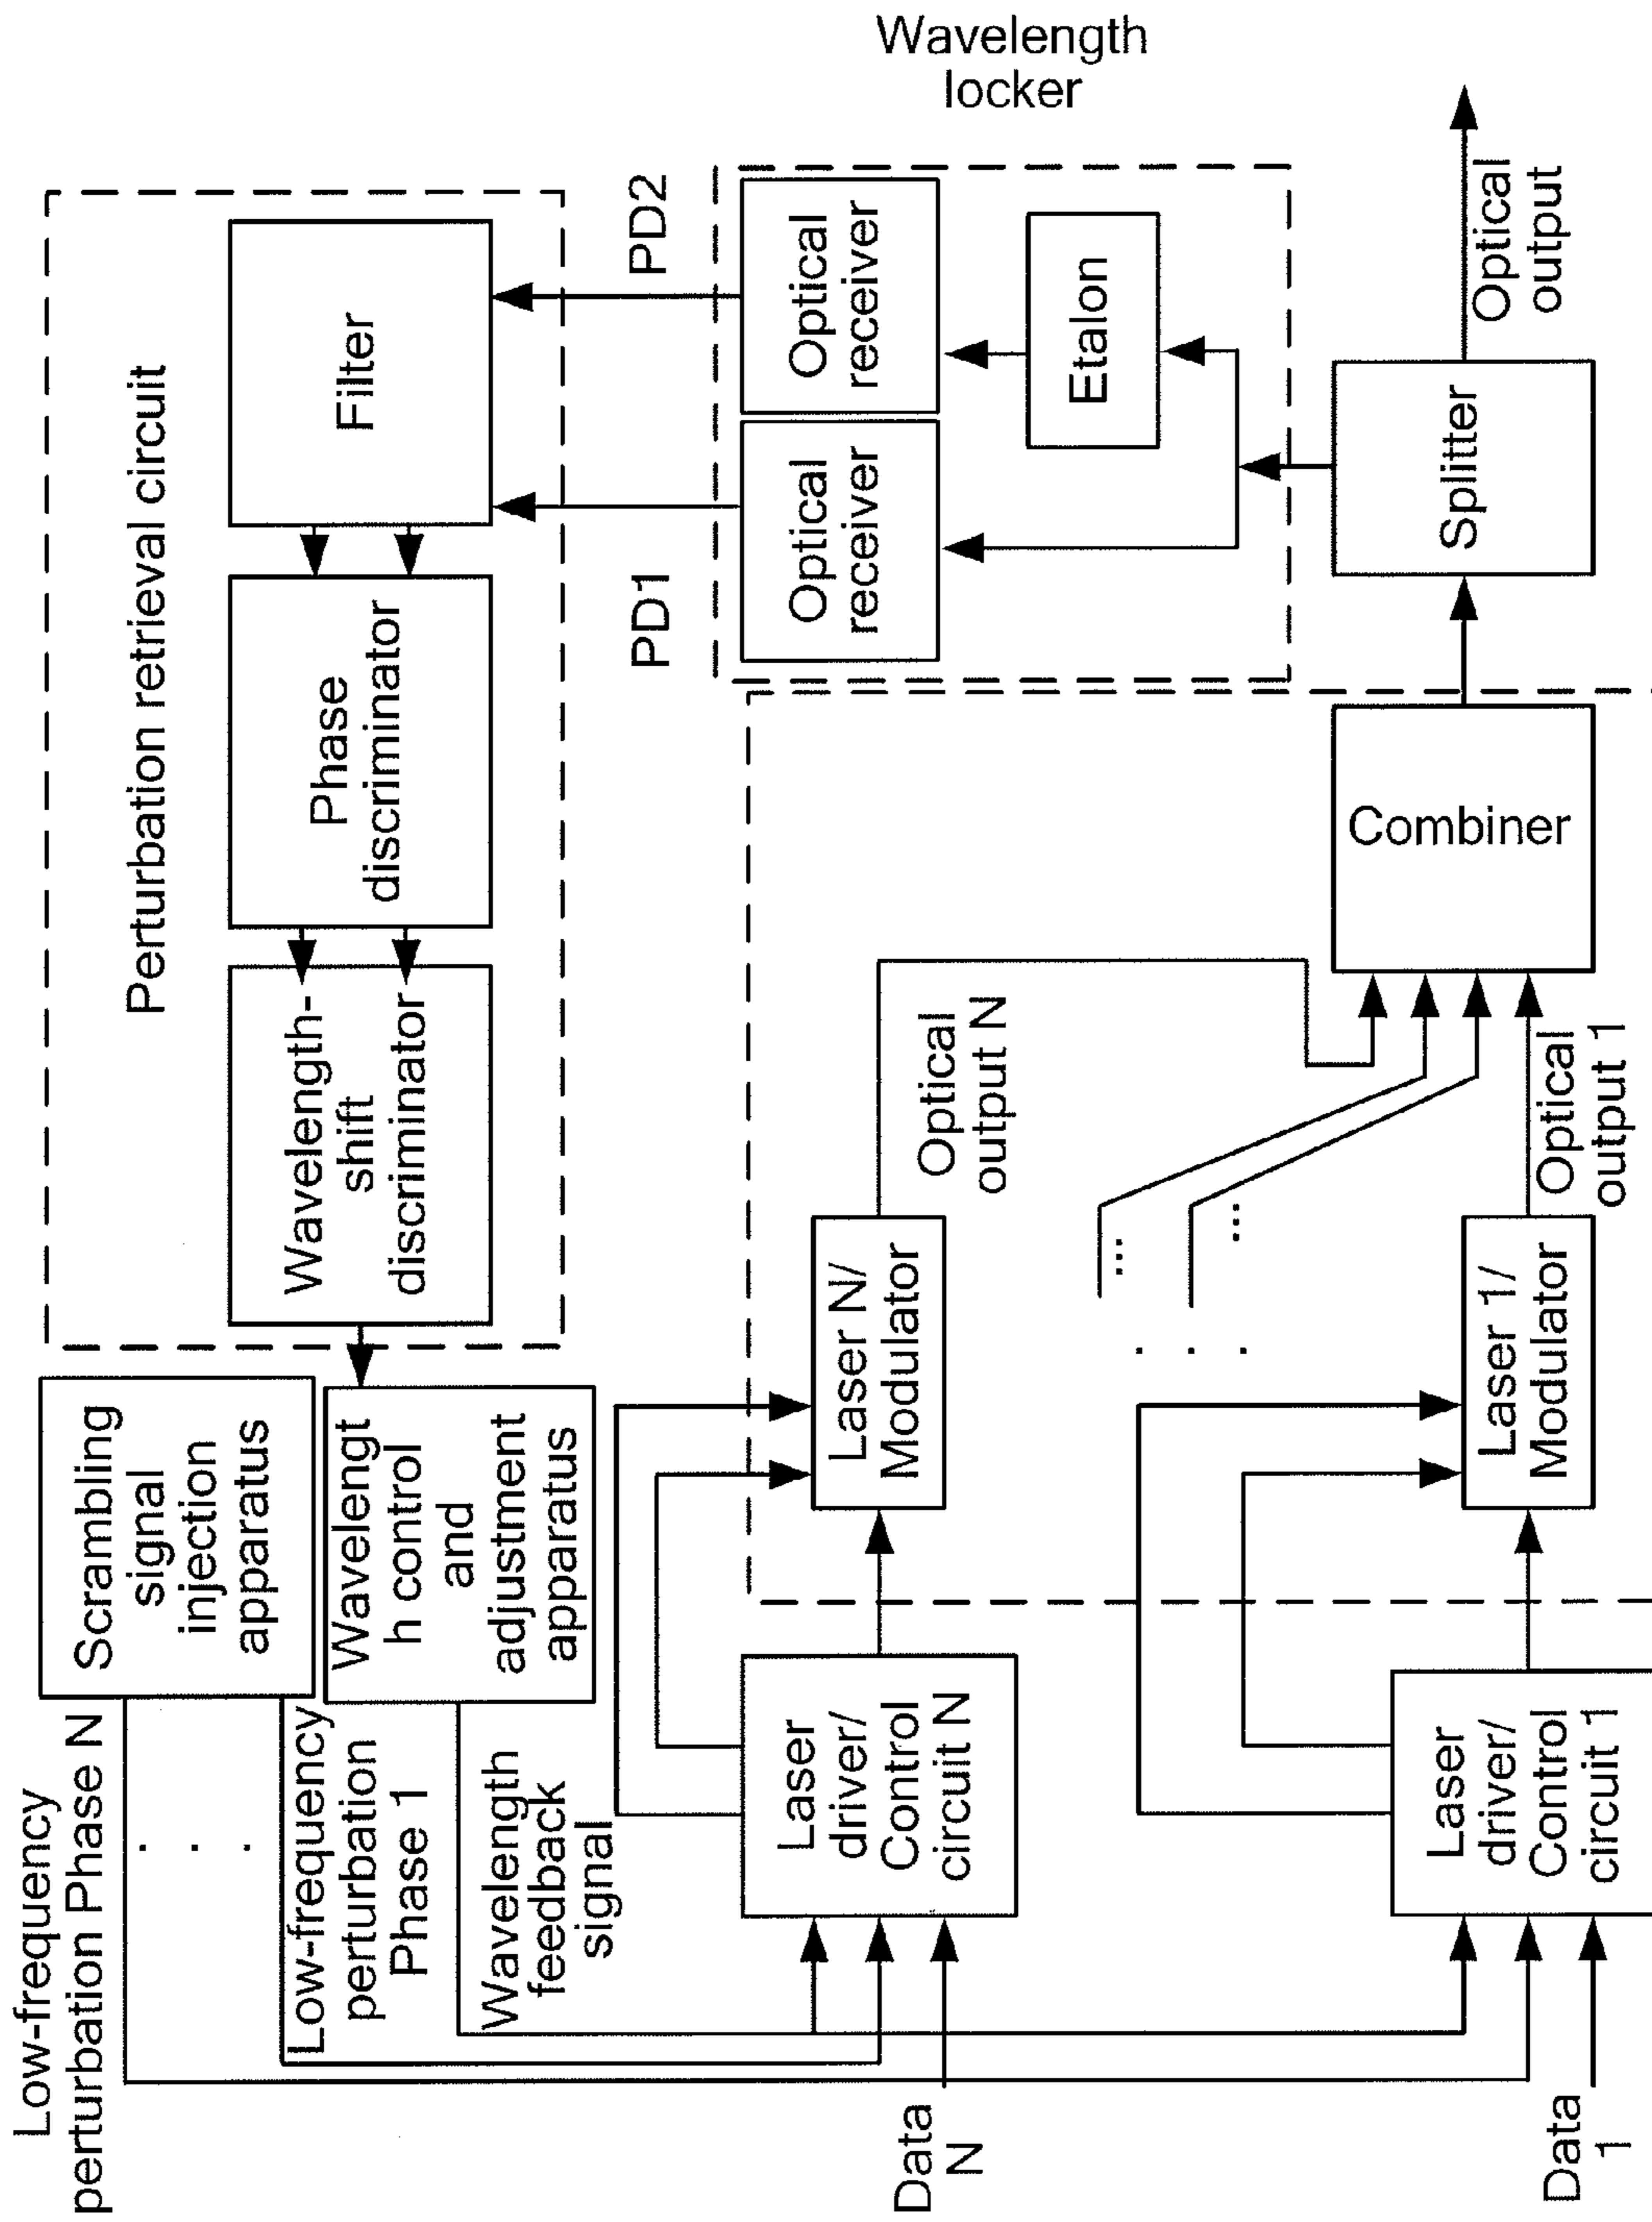 Low-frequency
perturbation Phase N
Scrambling
signal
injection
apparatus
Perturbation retrieval circuit
Low-frequency
perturbation
Phase 1
Wavelengt
h control
and
adjustment
apparatus
Wavelength-
shift
discriminator
Phase
discriminator
Filter
Wavelength
feedback
signal
PD1
PD2
Wavelength
locker
Laser
driver/
Control
circuit N
Laser N/
Modulator
Optical
output N
Optical
receiver
Optical
receiver
Etalon
Data
N
...
...
. . .
. . .
Laser
driver/
Control
circuit 1
Laser 1/
Modulator
Optical
output 1
Combiner
Splitter
Optical
output
Data
1